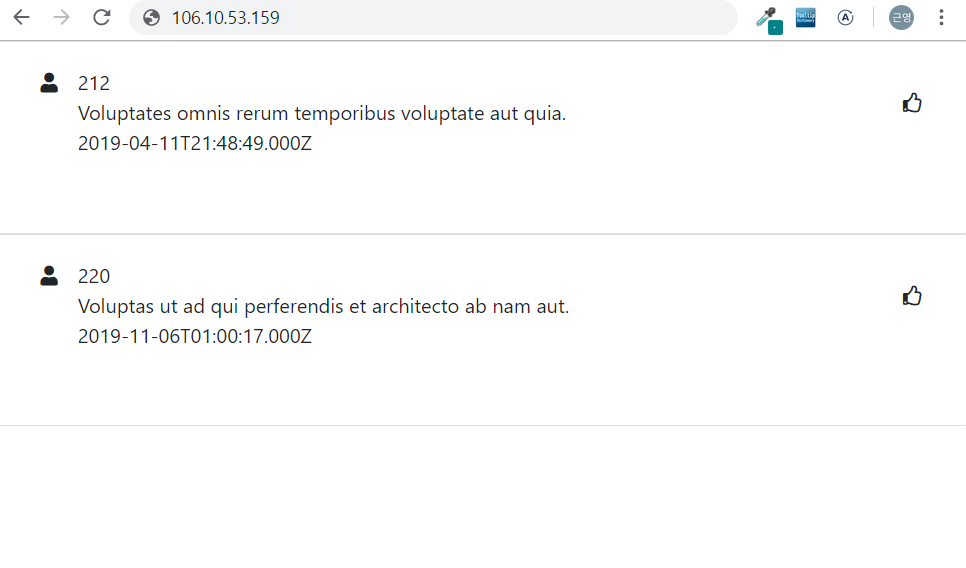 106.10.53.159
근영
212
Voluptates omnis rerum temporibus voluptate aut quia.
2019-04-11T21:48:49.000Z
220
Voluptas ut ad qui perferendis et architecto ab nam aut.
2019-11-06T01:00:17.000Z